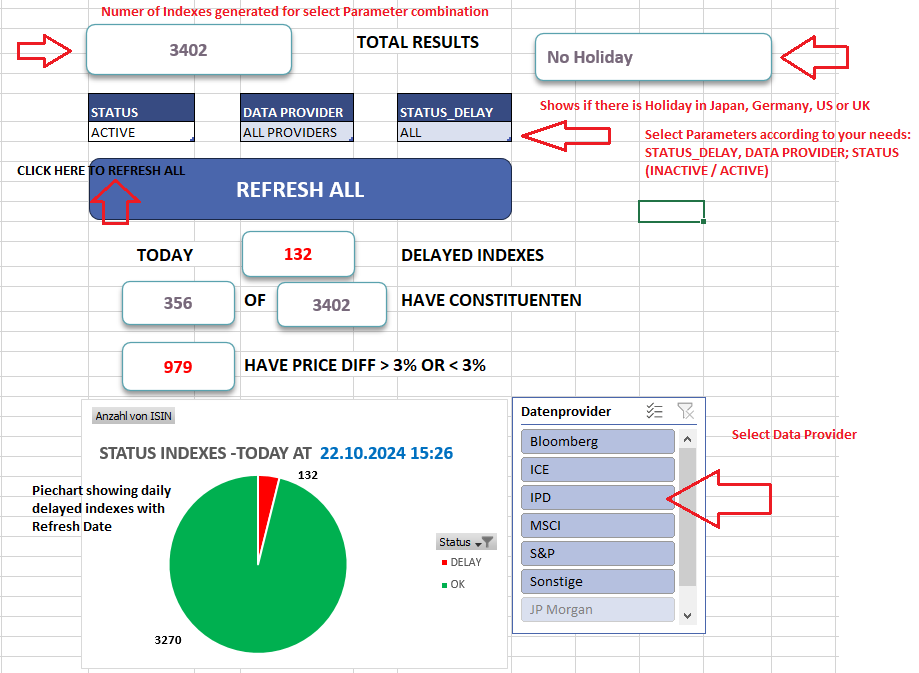 Numer of Indexes generated for select Parameter combination
3402
TOTAL RESULTS
No Holiday
STATUS
DATA PROVIDER
STATUS_DELAY
ACTIVE
ALL PROVIDERS
ALL
Shows if there is Holiday in Japan, Germany, US or UK
Select Parameters according to your needs:
STATUS_DELAY, DATA PROVIDER; STATUS
(INACTIVE / ACTIVE)
CLICK HERE TO REFRESH ALL
REFRESH ALL
TODAY
132
DELAYED INDEXES
356
OF
3402
HAVE CONSTITUENTEN
979
HAVE PRICE DIFF > 3% OR < 3%
Anzahl von ISIN
STATUS INDEXES -TODAY AT 22.10.2024 15:26
132
Piechart showing daily
delayed indexes with
Refresh Date
Status
DELAY
OK
3270
Datenprovider
Bloomberg
ICE
IPD
MSCI
S&P
Sonstige
JP Morgan
Select Data Provider